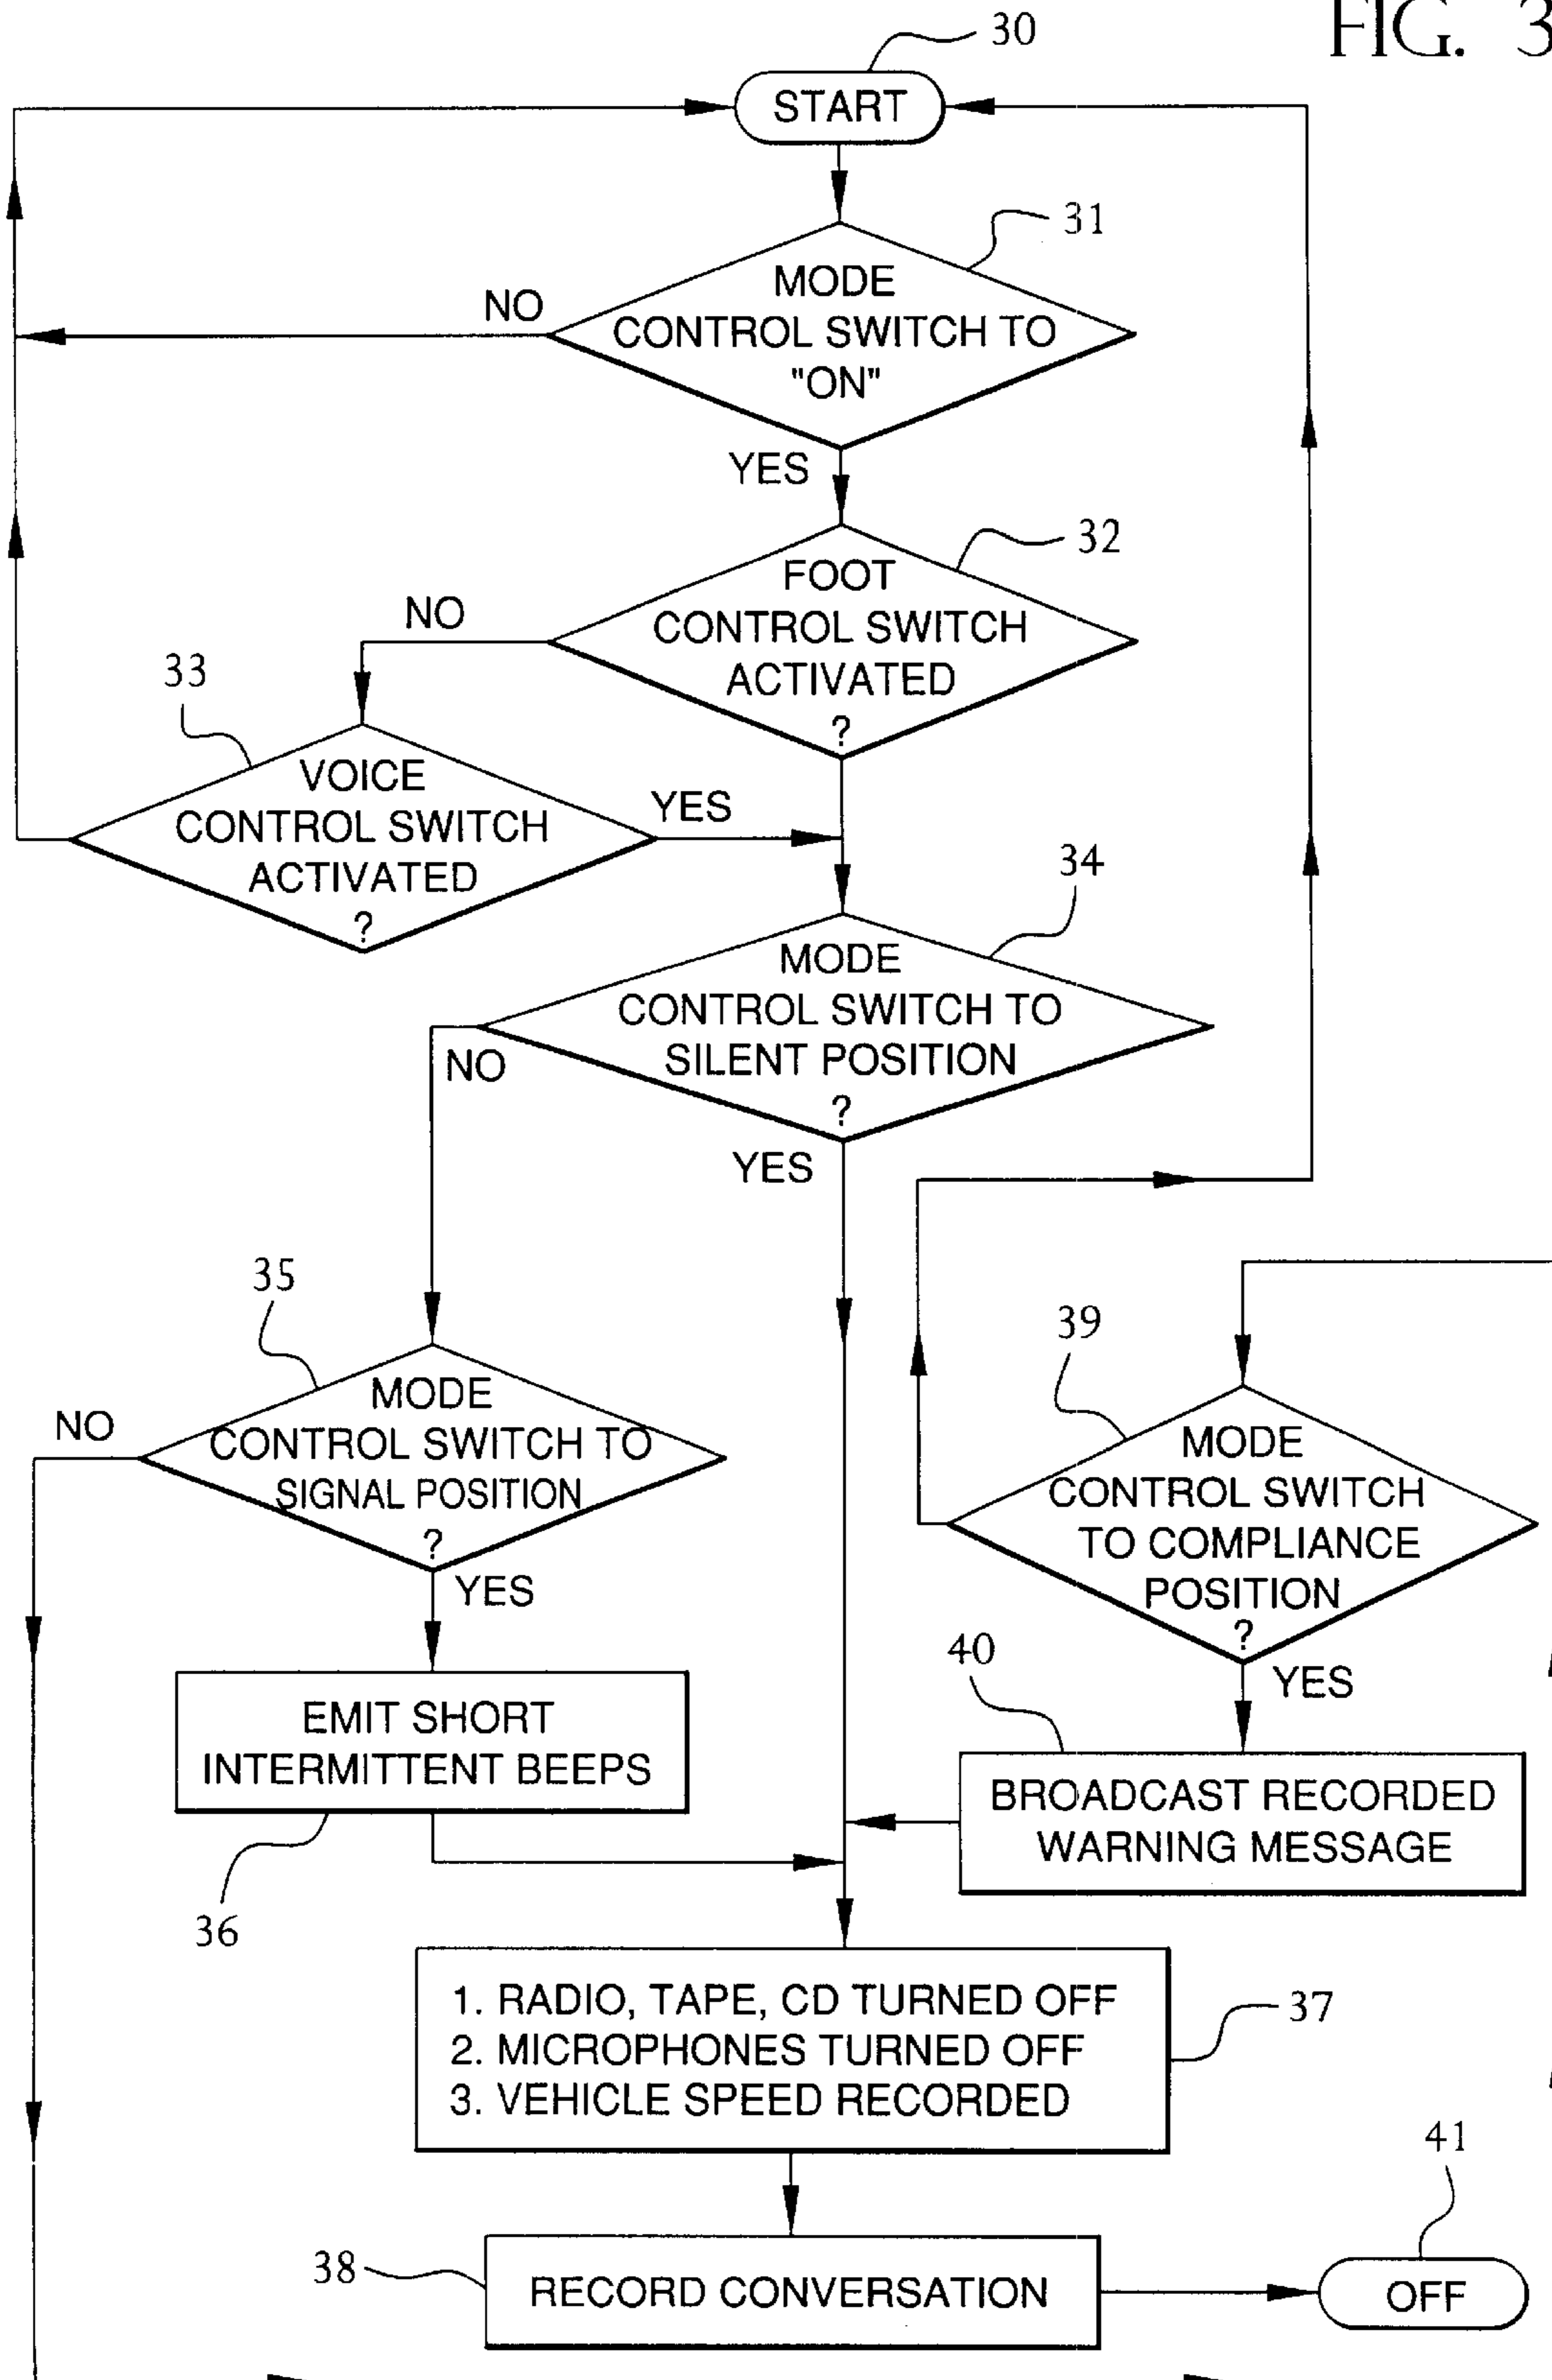 FIG. 3
30
START
31
MODE
CONTROL SWITCH TO
"ON"
NO
YES
32
FOOT
CONTROL SWITCH
ACTIVATED
?
NO
33
VOICE
CONTROL SWITCH
ACTIVATED
?
YES
34
MODE
CONTROL SWITCH TO
SILENT POSITION
?
NO
YES
35
MODE
CONTROL SWITCH TO
SIGNAL POSITION
?
NO
YES
39
MODE
CONTROL SWITCH
TO COMPLIANCE
POSITION
?
YES
EMIT SHORT
INTERMITTENT BEEPS
36
40
BROADCAST RECORDED
WARNING MESSAGE
1. RADIO, TAPE, CD TURNED OFF
2. MICROPHONES TURNED OFF
3. VEHICLE SPEED RECORDED
37
38
RECORD CONVERSATION
41
OFF